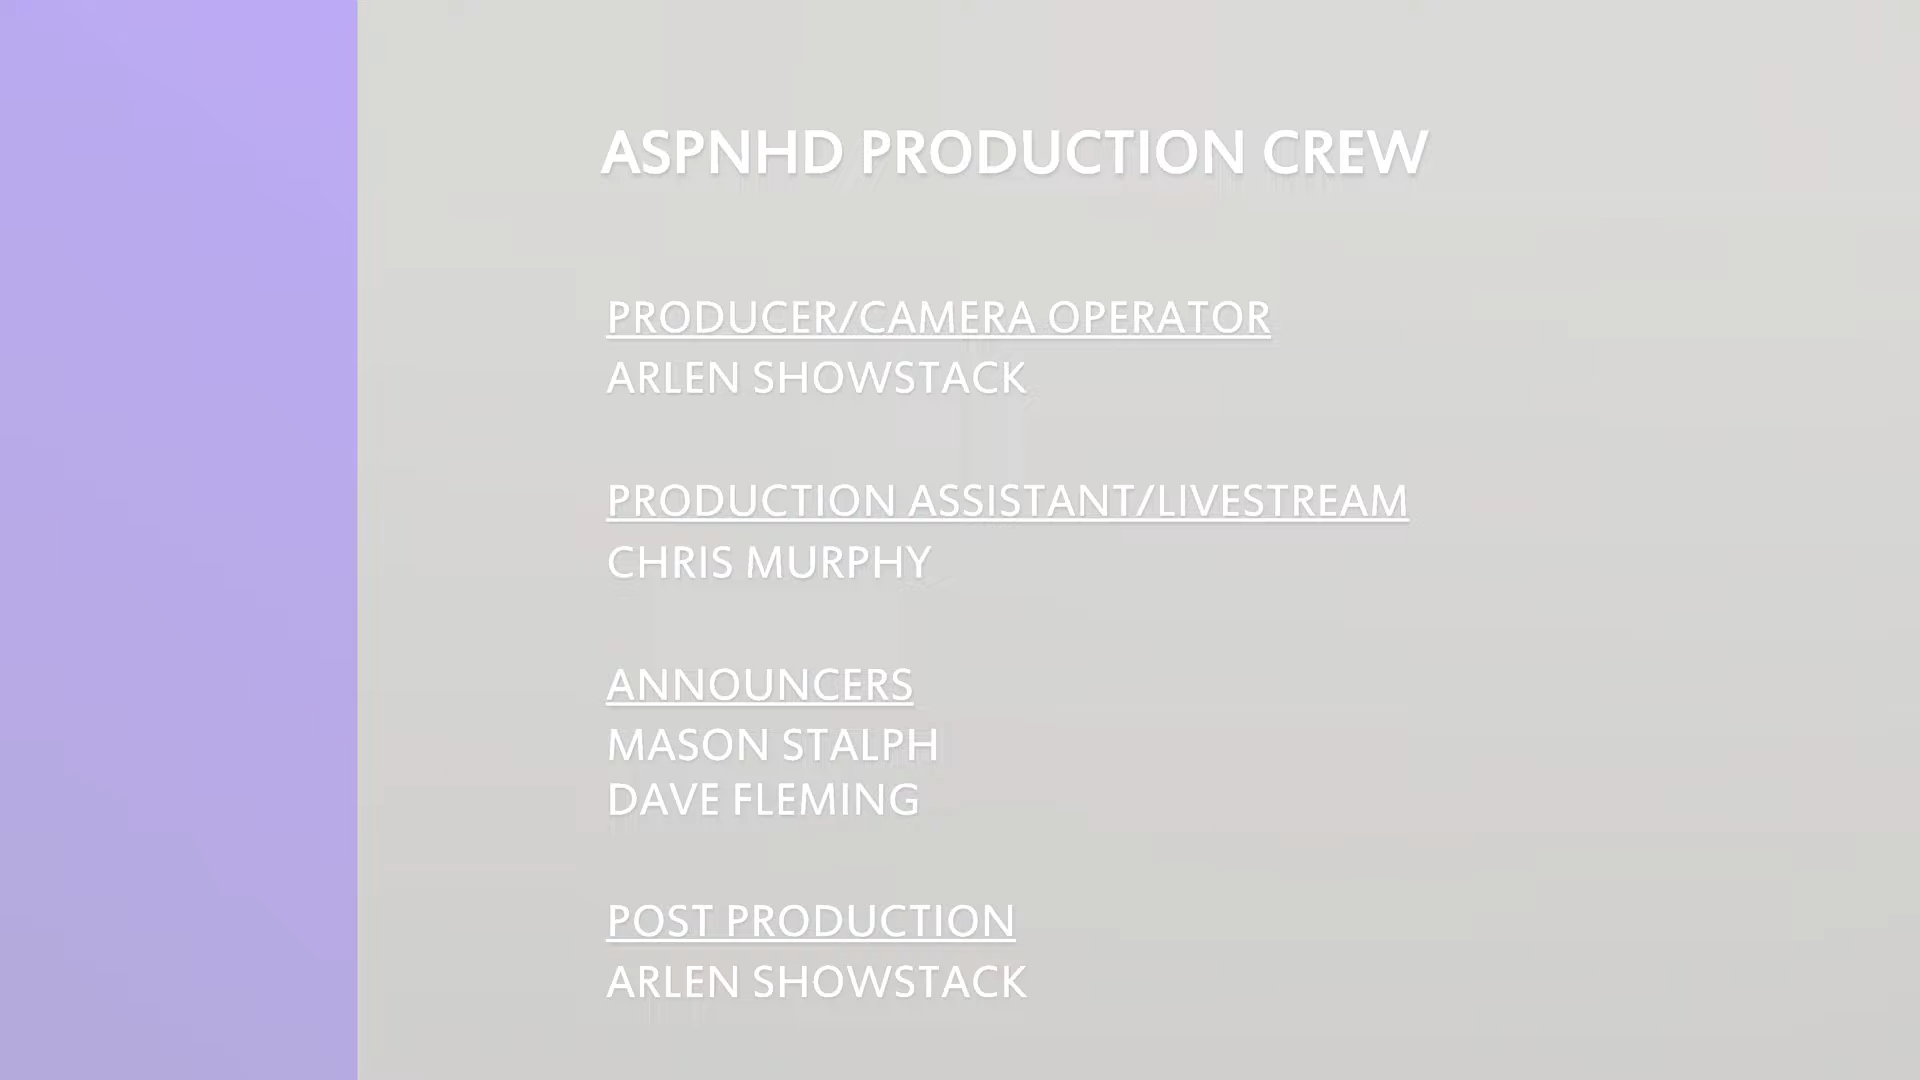 ASPNHD PRODUCTION CREW
PRODUCER/CAMERA OPERATOR
ARLEN SHOWSTACK
PRODUCTION ASSISTANT/LIVESTREAM
CHRIS MURPHY
ANNOUNCERS
MASON STALPH
DAVE FLEMING
POST PRODUCTION
ARLEN SHOWSTACK